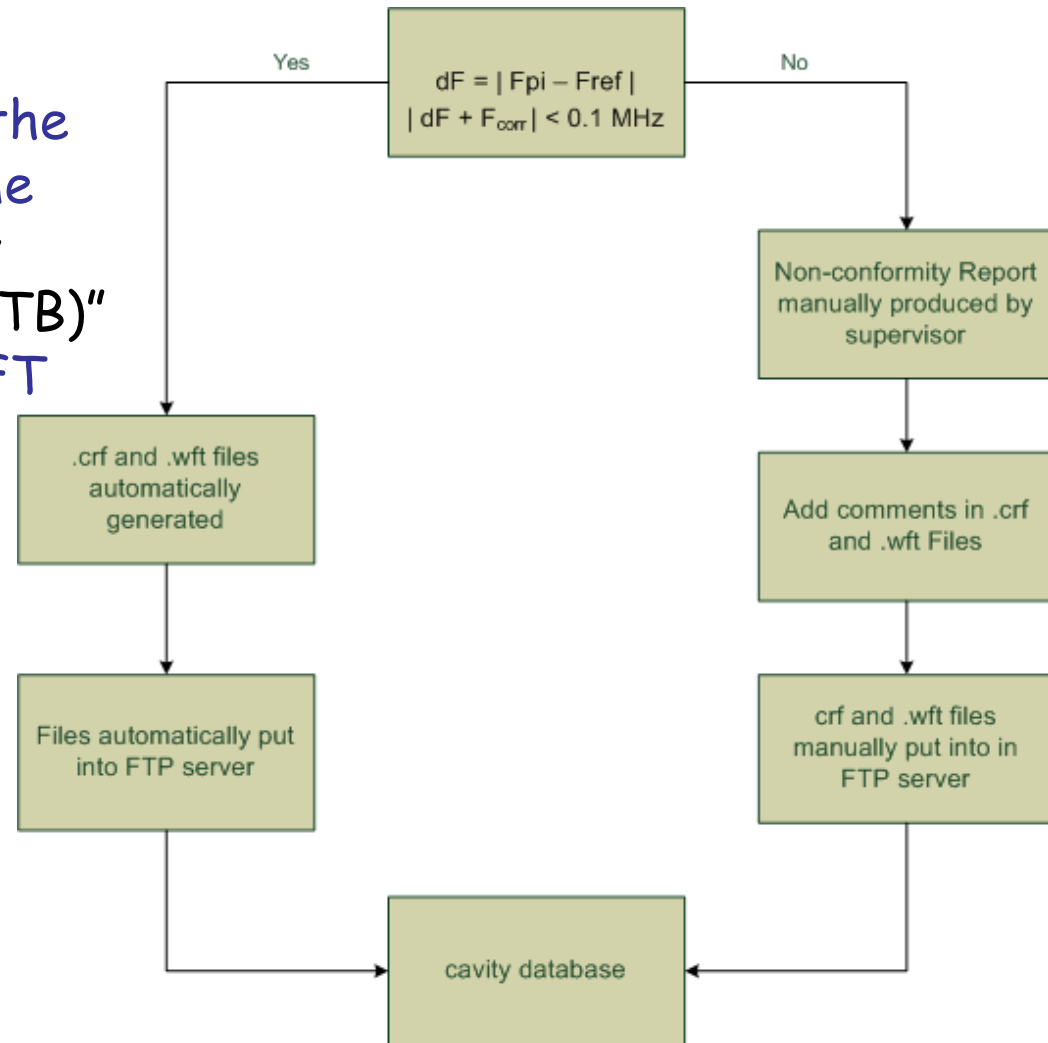 the
ne
TB)"
FT
Yes
dF = | Fpi – Fref |
| dF + Fcorr | < 0.1 MHz
No
.crf and .wft files
automatically
generated
Files automatically put
into FTP server
Non-conformity Report
manually produced by
supervisor
Add comments in .crf
and .wft Files
crf and .wft files
manually put into in
FTP server
cavity database